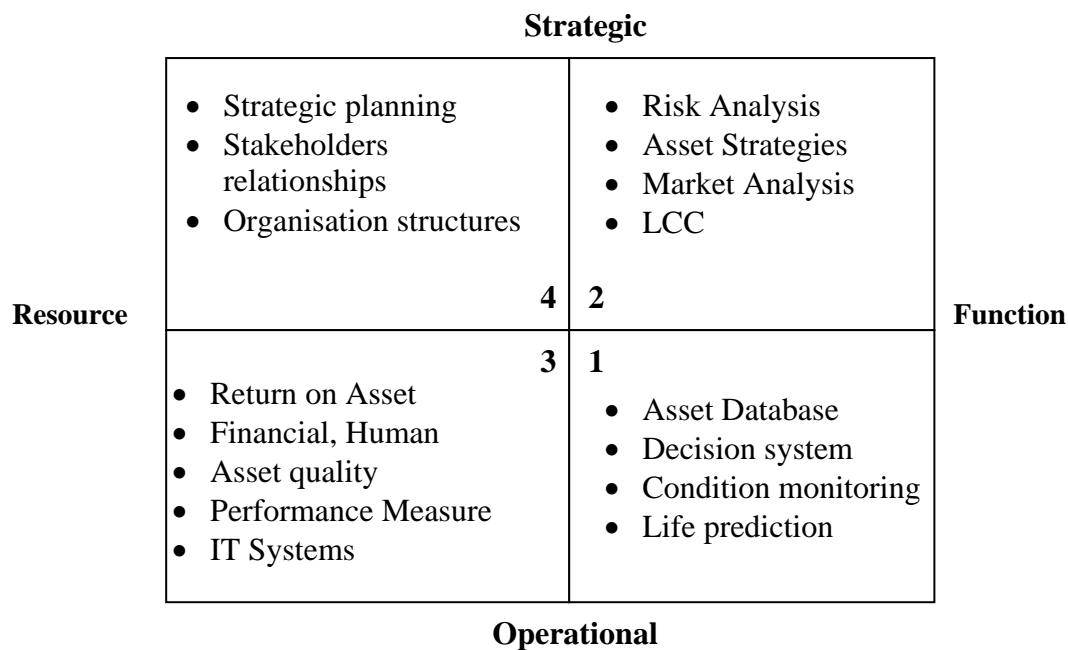 Strategic
• Strategic planning
• Stakeholders
relationships
• Organisation structures
4
• Risk Analysis
• Asset Strategies
• Market Analysis
• LCC
2
Resource
Function
3
• Return on Asset
• Financial, Human
• Asset quality
• Performance Measure
• IT Systems
1
• Asset Database
• Decision system
• Condition monitoring
• Life prediction
Operational